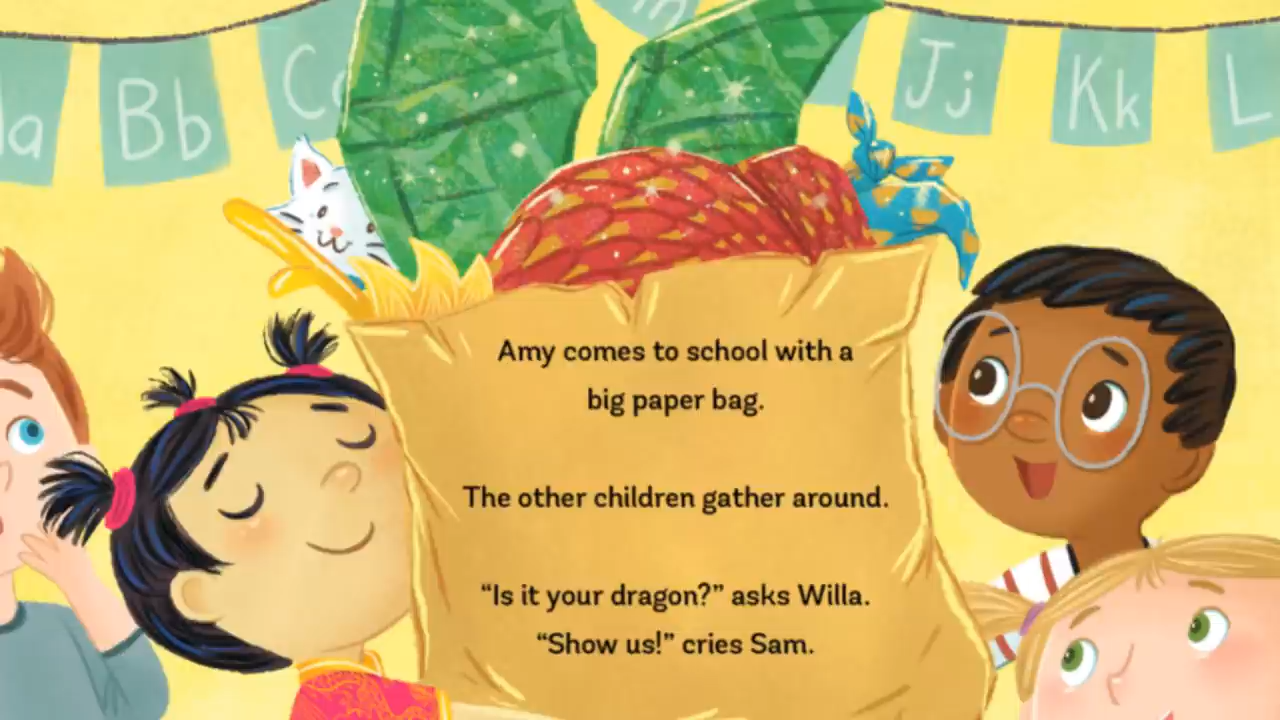 a
Bb
C
Jj
Kk
L
Amy comes to school with a
big paper bag.
The other children gather around.
“Is it your dragon?” asks Willa.
“Show us!” cries Sam.